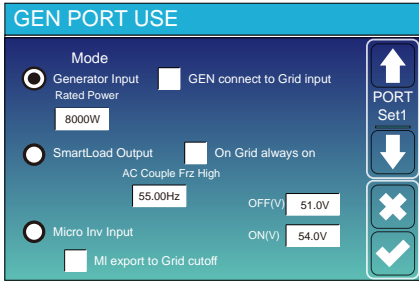 GEN PORT USE
Mode
Generator Input GEN connect to Grid input
Rated Power
8000W
PORT
Set1
SmartLoad Output On Grid always on
AC Couple Frz High
55.00Hz
OFF(V) 51.0V
Micro Inv Input
ON(V) 54.0V
MI export to Grid cutoff